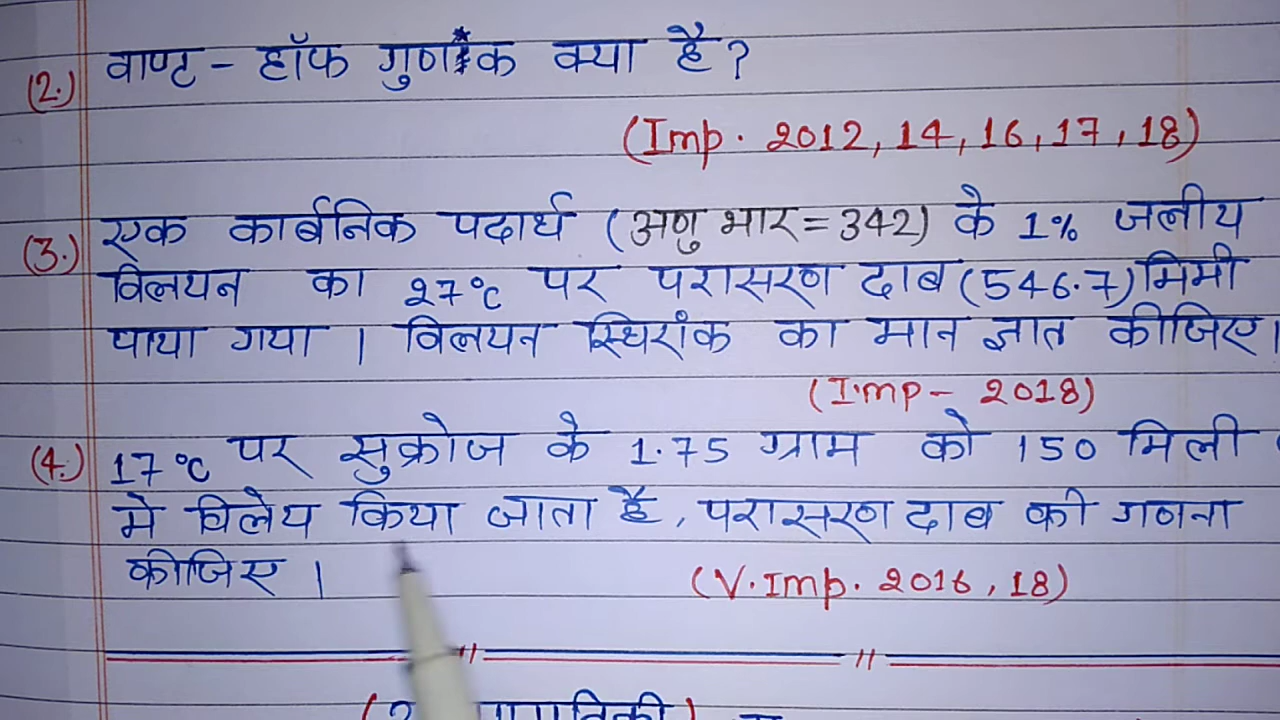 (2.) वाण्ट - हॉफ गुणांक क्या है?
(Imp. 2012, 14, 16, 17, 18)
(3.) एक कार्बनिक पदार्थ (अणु भार = 342) के 1% जलीय
विलयन का 27°C पर परासरण दाब (546.7) मिमी
पाया गया। विलयन स्थिरांक का मान ज्ञात कीजिए।
(Imp - 2018)
(4.) 17°C पर सुक्रोज के 1.75 ग्राम को 150 मिली
मे विलेय किया जाता है, परासरण दाब की गणना
कीजिए।
(V. Imp. 2016, 18)